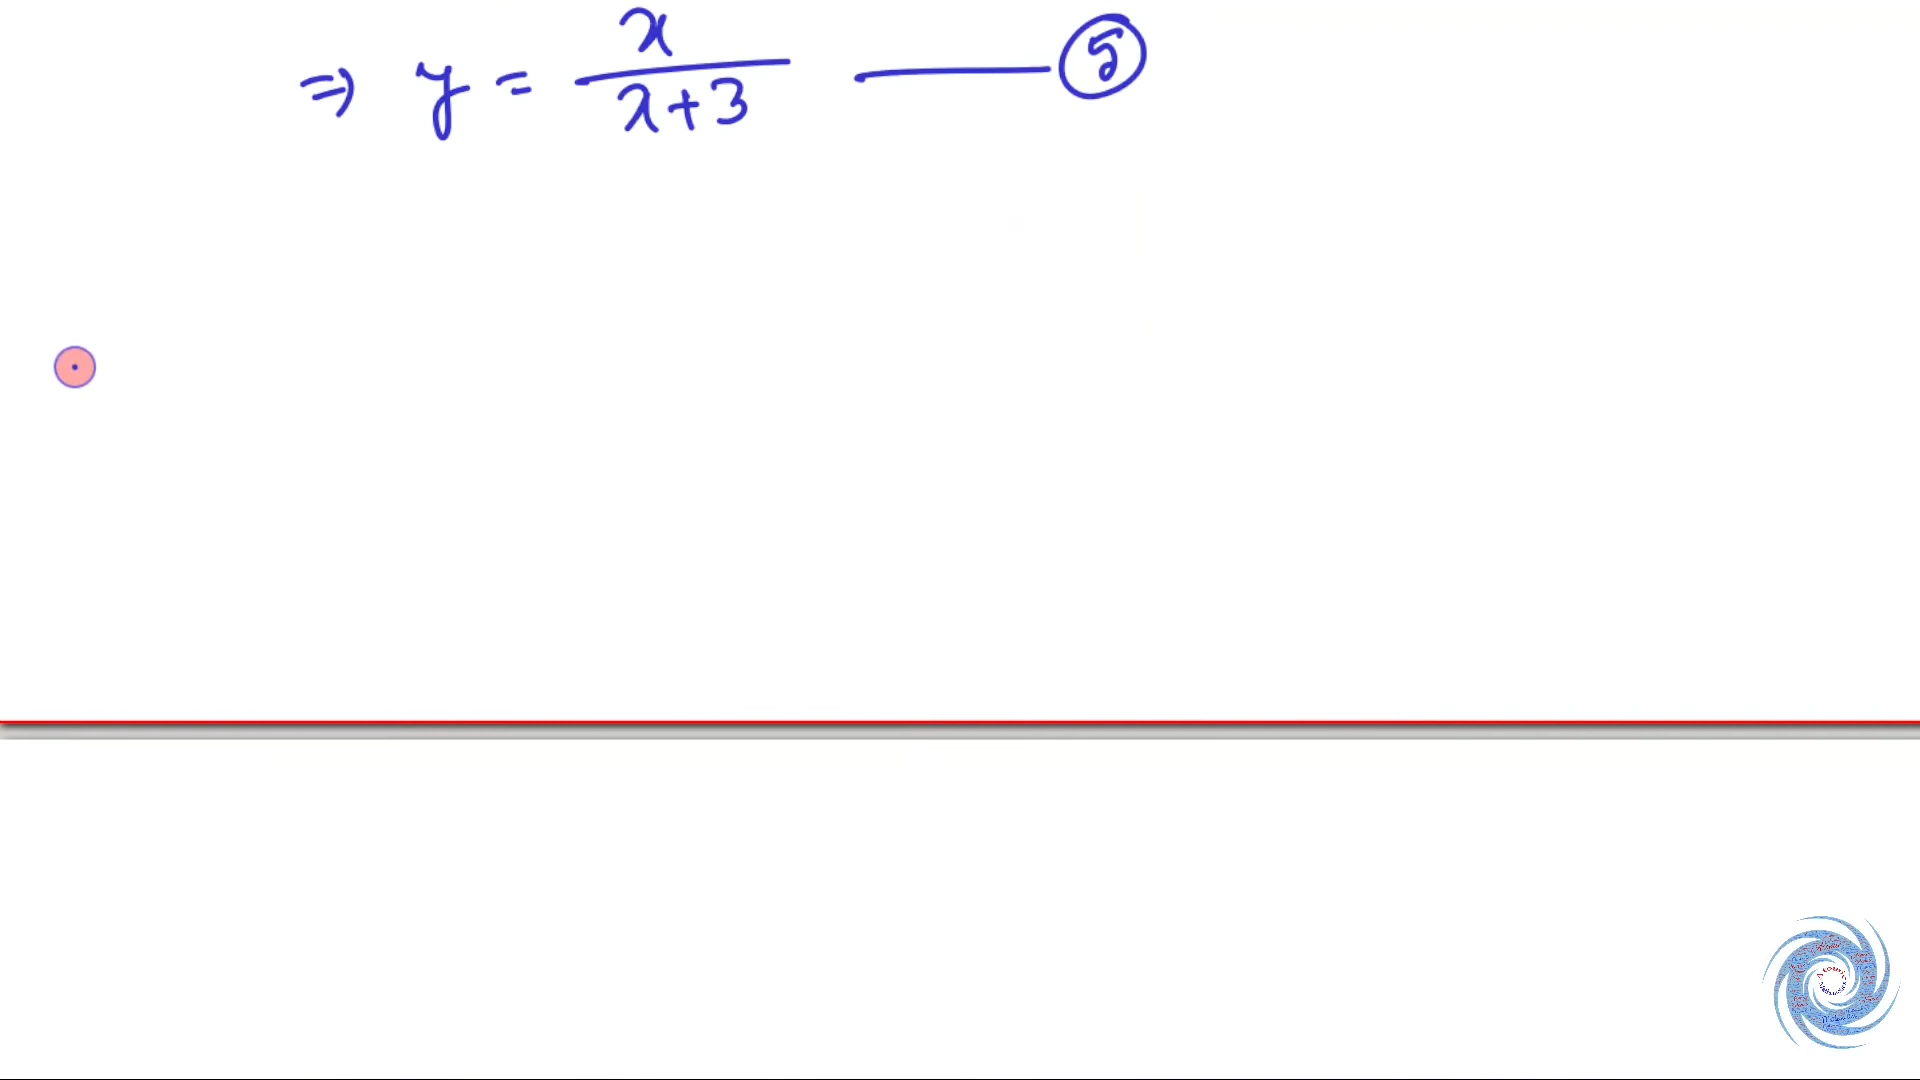 ⇒ y = x / (x+3) ——— ⑤